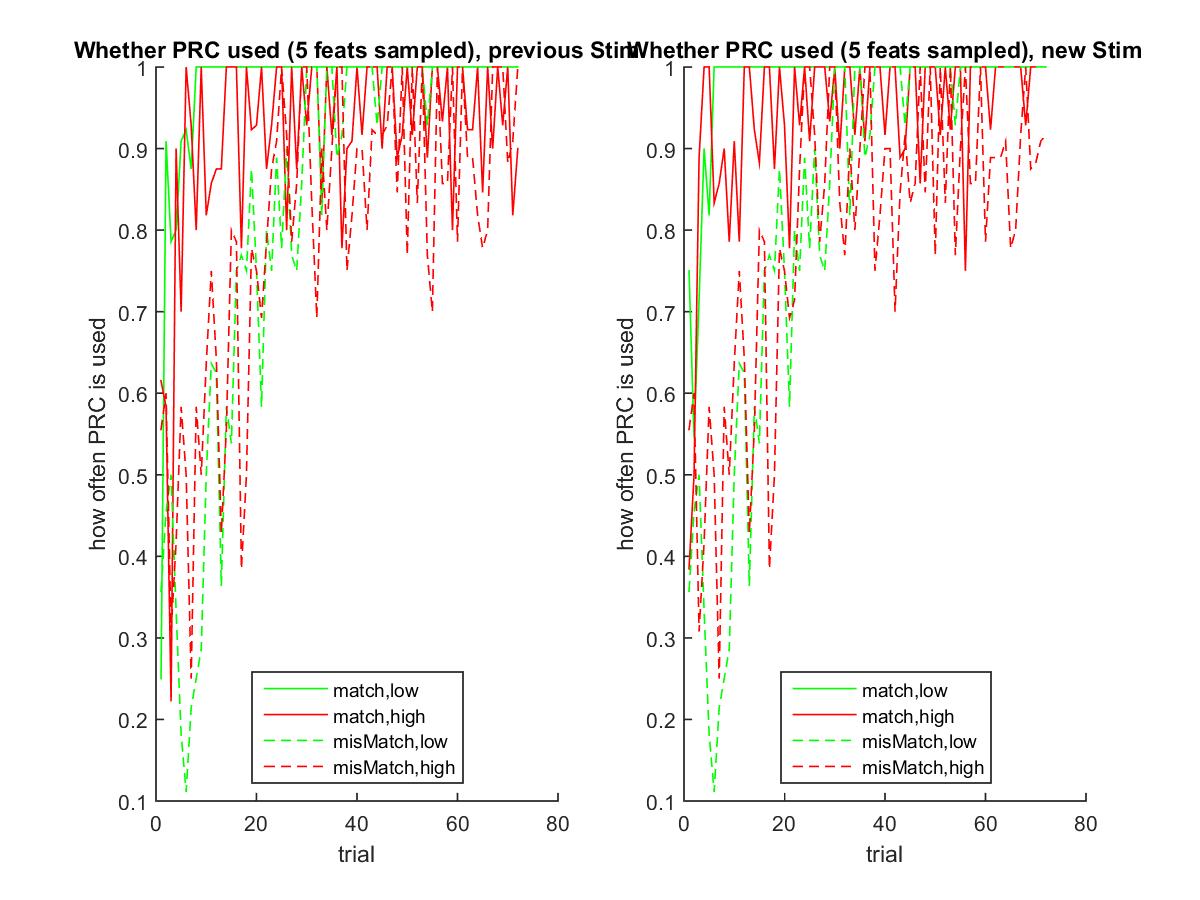 Whether PRC used (5 feats sampled), previous Stim
1
0.9
0.8
0.7
0.6
0.5
0.4
0.3
0.2
0.1
how often PRC is used
match,low
match,high
misMatch,low
misMatch,high
0 20 40 60 80
trial
Whether PRC used (5 feats sampled), new Stim
1
0.9
0.8
0.7
0.6
0.5
0.4
0.3
0.2
0.1
how often PRC is used
match,low
match,high
misMatch,low
misMatch,high
0 20 40 60 80
trial